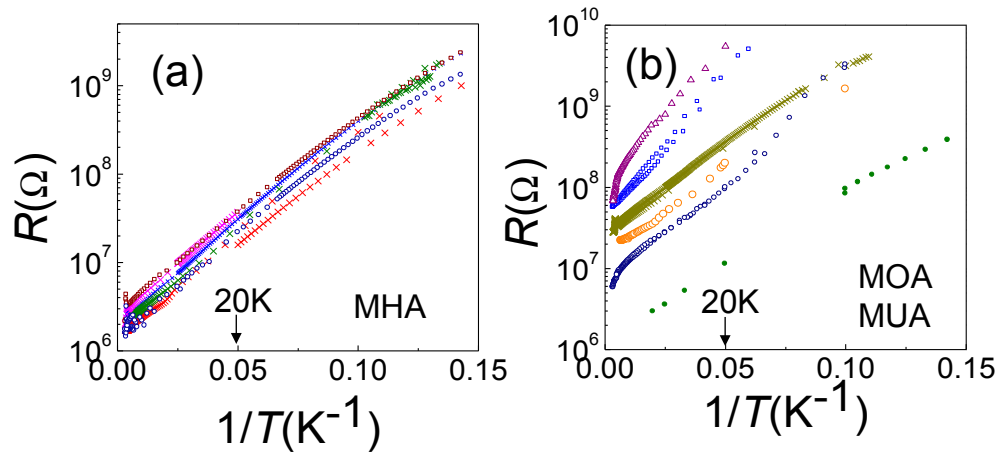 (a)
R(Ω)
10⁹
10⁸
10⁷
10⁶
20K
MHA
0.00 0.05 0.10 0.15
1/T(K⁻¹)
(b)
R(Ω)
10¹⁰
10⁹
10⁸
10⁷
10⁶
20K
MOA
MUA
0.00 0.05 0.10 0.15
1/T(K⁻¹)